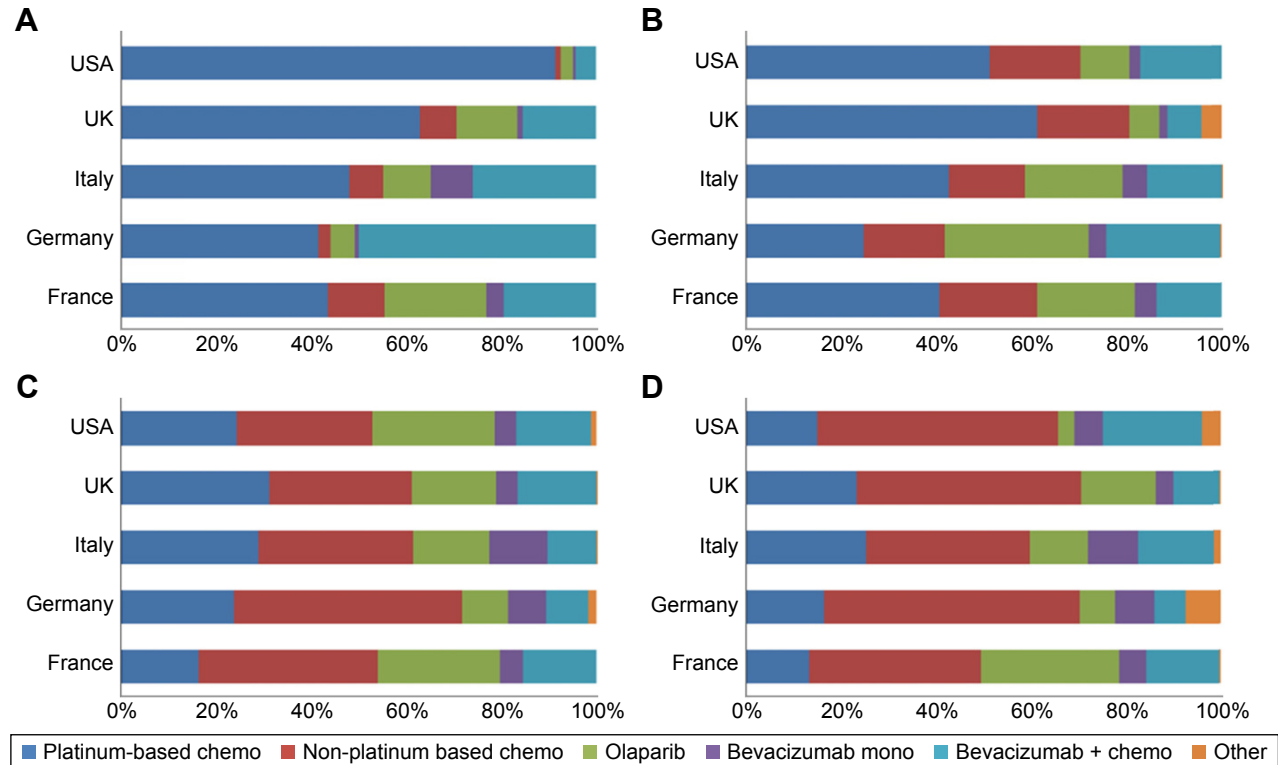 A
USA
UK
Italy
Germany
France
0% 20% 40% 60% 80% 100%
B
USA
UK
Italy
Germany
France
0% 20% 40% 60% 80% 100%
C
USA
UK
Italy
Germany
France
0% 20% 40% 60% 80% 100%
D
USA
UK
Italy
Germany
France
0% 20% 40% 60% 80% 100%
Platinum-based chemo Non-platinum based chemo Olaparib Bevacizumab mono Bevacizumab + chemo Other